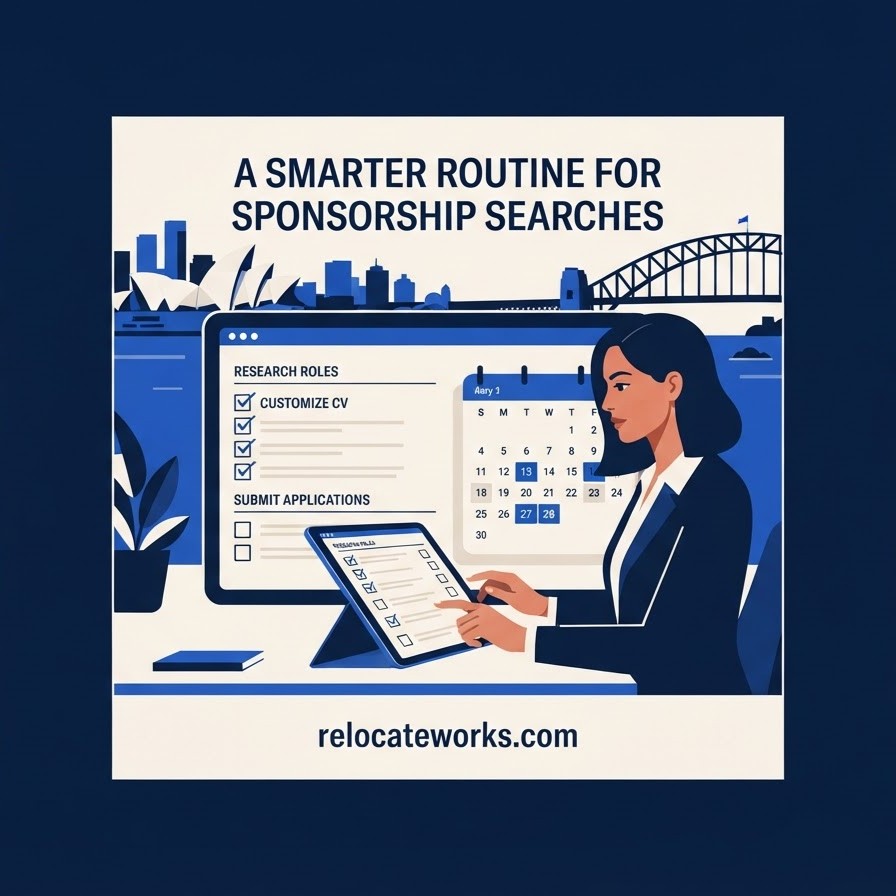 A SMARTER ROUTINE FOR
SPONSORSHIP SEARCHES
RESEARCH ROLES
CUSTOMIZE CV
SUBMIT APPLICATIONS
S M T W T F
1 2
4 5 6 7 8 9
11 12 13 14 15
18 19 20 21 22 23 24
25 26 27 28
30
relocateworks.com